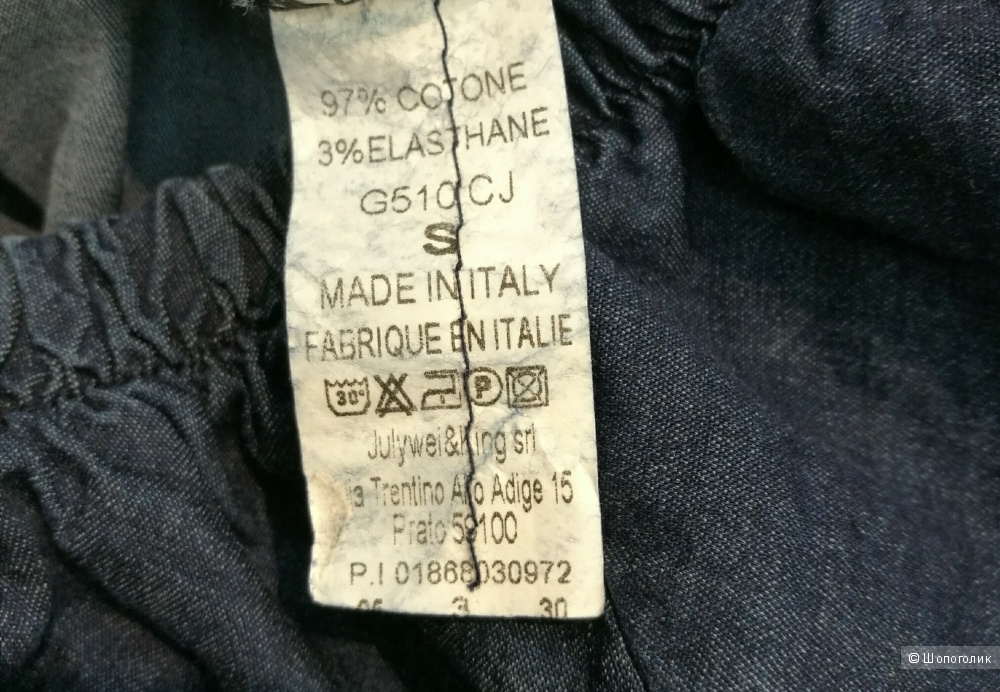 97% COTONE
3%ELASTHANE
G510 CJ
S
MADE IN ITALY
FABRIQUE EN ITALIE
30° P
Julywei&King srl
Trentino Alto Adige 15
Prato 59100
P.I 01868030972
3 30
© Шопоголик